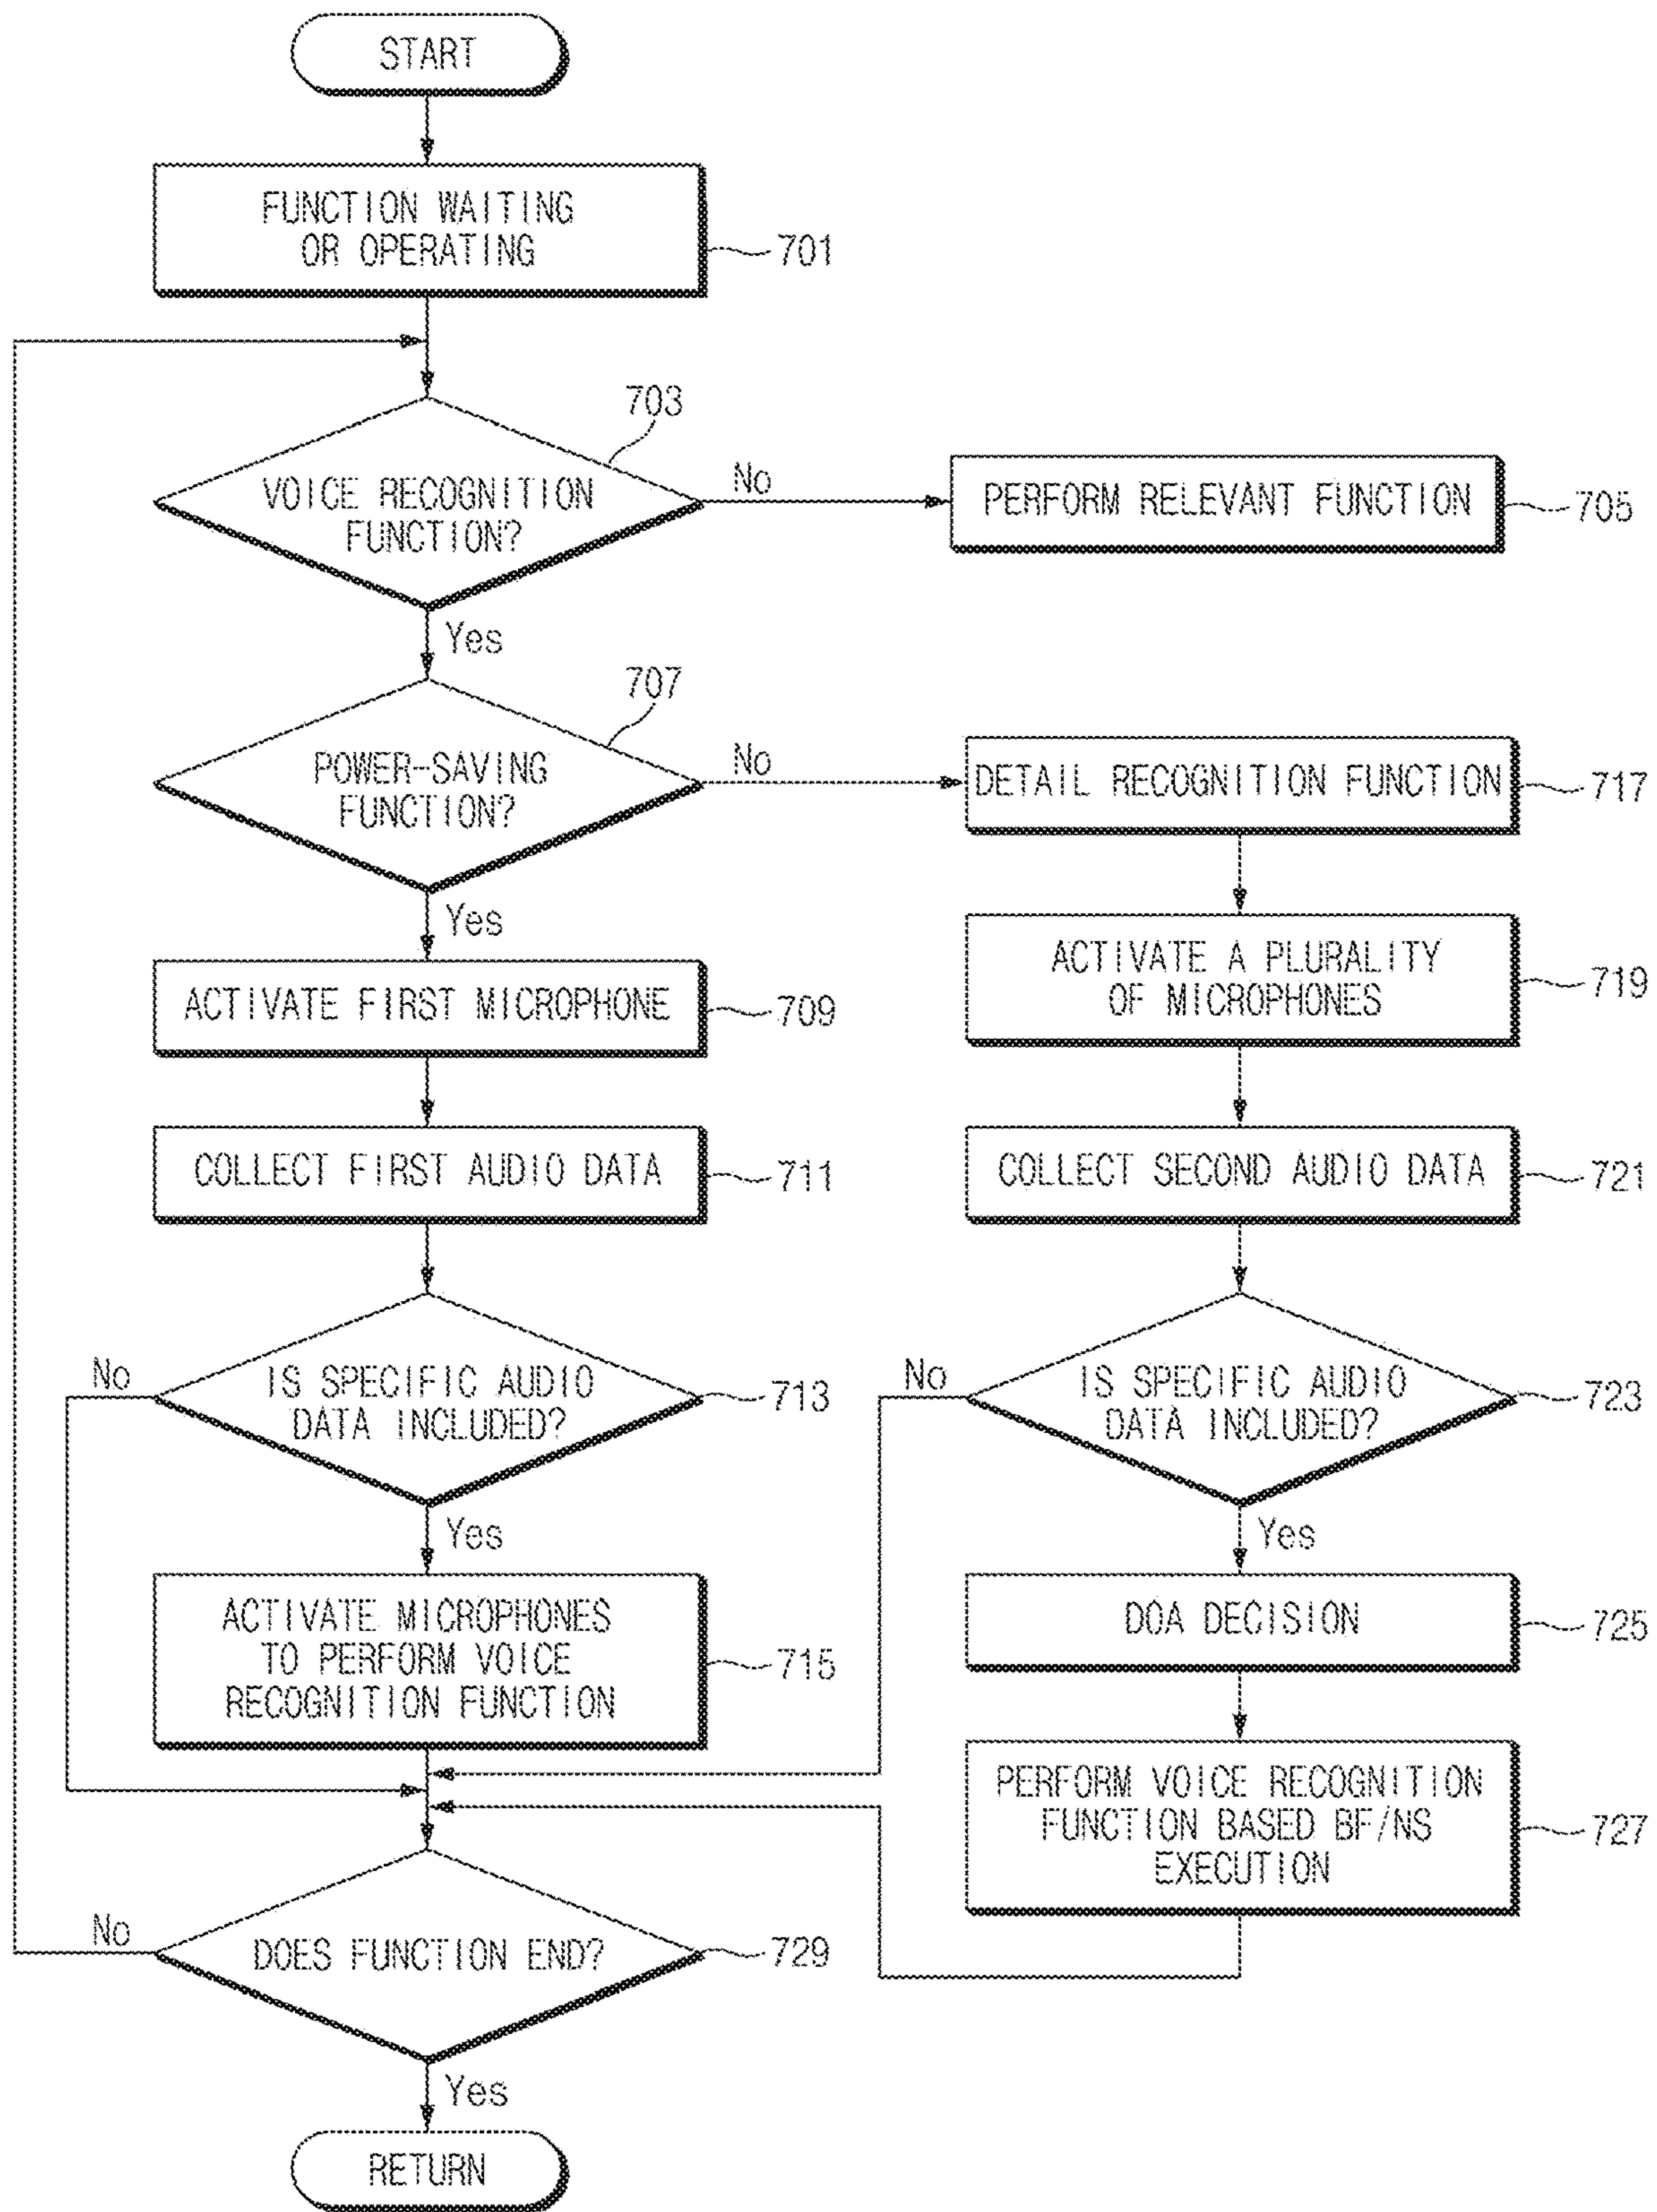 START
FUNCTION WAITING
OR OPERATING
701
703
VOICE RECOGNITION
FUNCTION?
No
PERFORM RELEVANT FUNCTION
705
Yes
707
POWER-SAVING
FUNCTION?
No
DETAIL RECOGNITION FUNCTION
717
Yes
ACTIVATE FIRST MICROPHONE
709
ACTIVATE A PLURALITY
OF MICROPHONES
719
COLLECT FIRST AUDIO DATA
711
COLLECT SECOND AUDIO DATA
721
No
IS SPECIFIC AUDIO
DATA INCLUDED?
713
No
IS SPECIFIC AUDIO
DATA INCLUDED?
723
Yes
Yes
ACTIVATE MICROPHONES
TO PERFORM VOICE
RECOGNITION FUNCTION
715
DOA DECISION
725
PERFORM VOICE RECOGNITION
FUNCTION BASED BF/NS
EXECUTION
727
No
DOES FUNCTION END?
729
Yes
RETURN